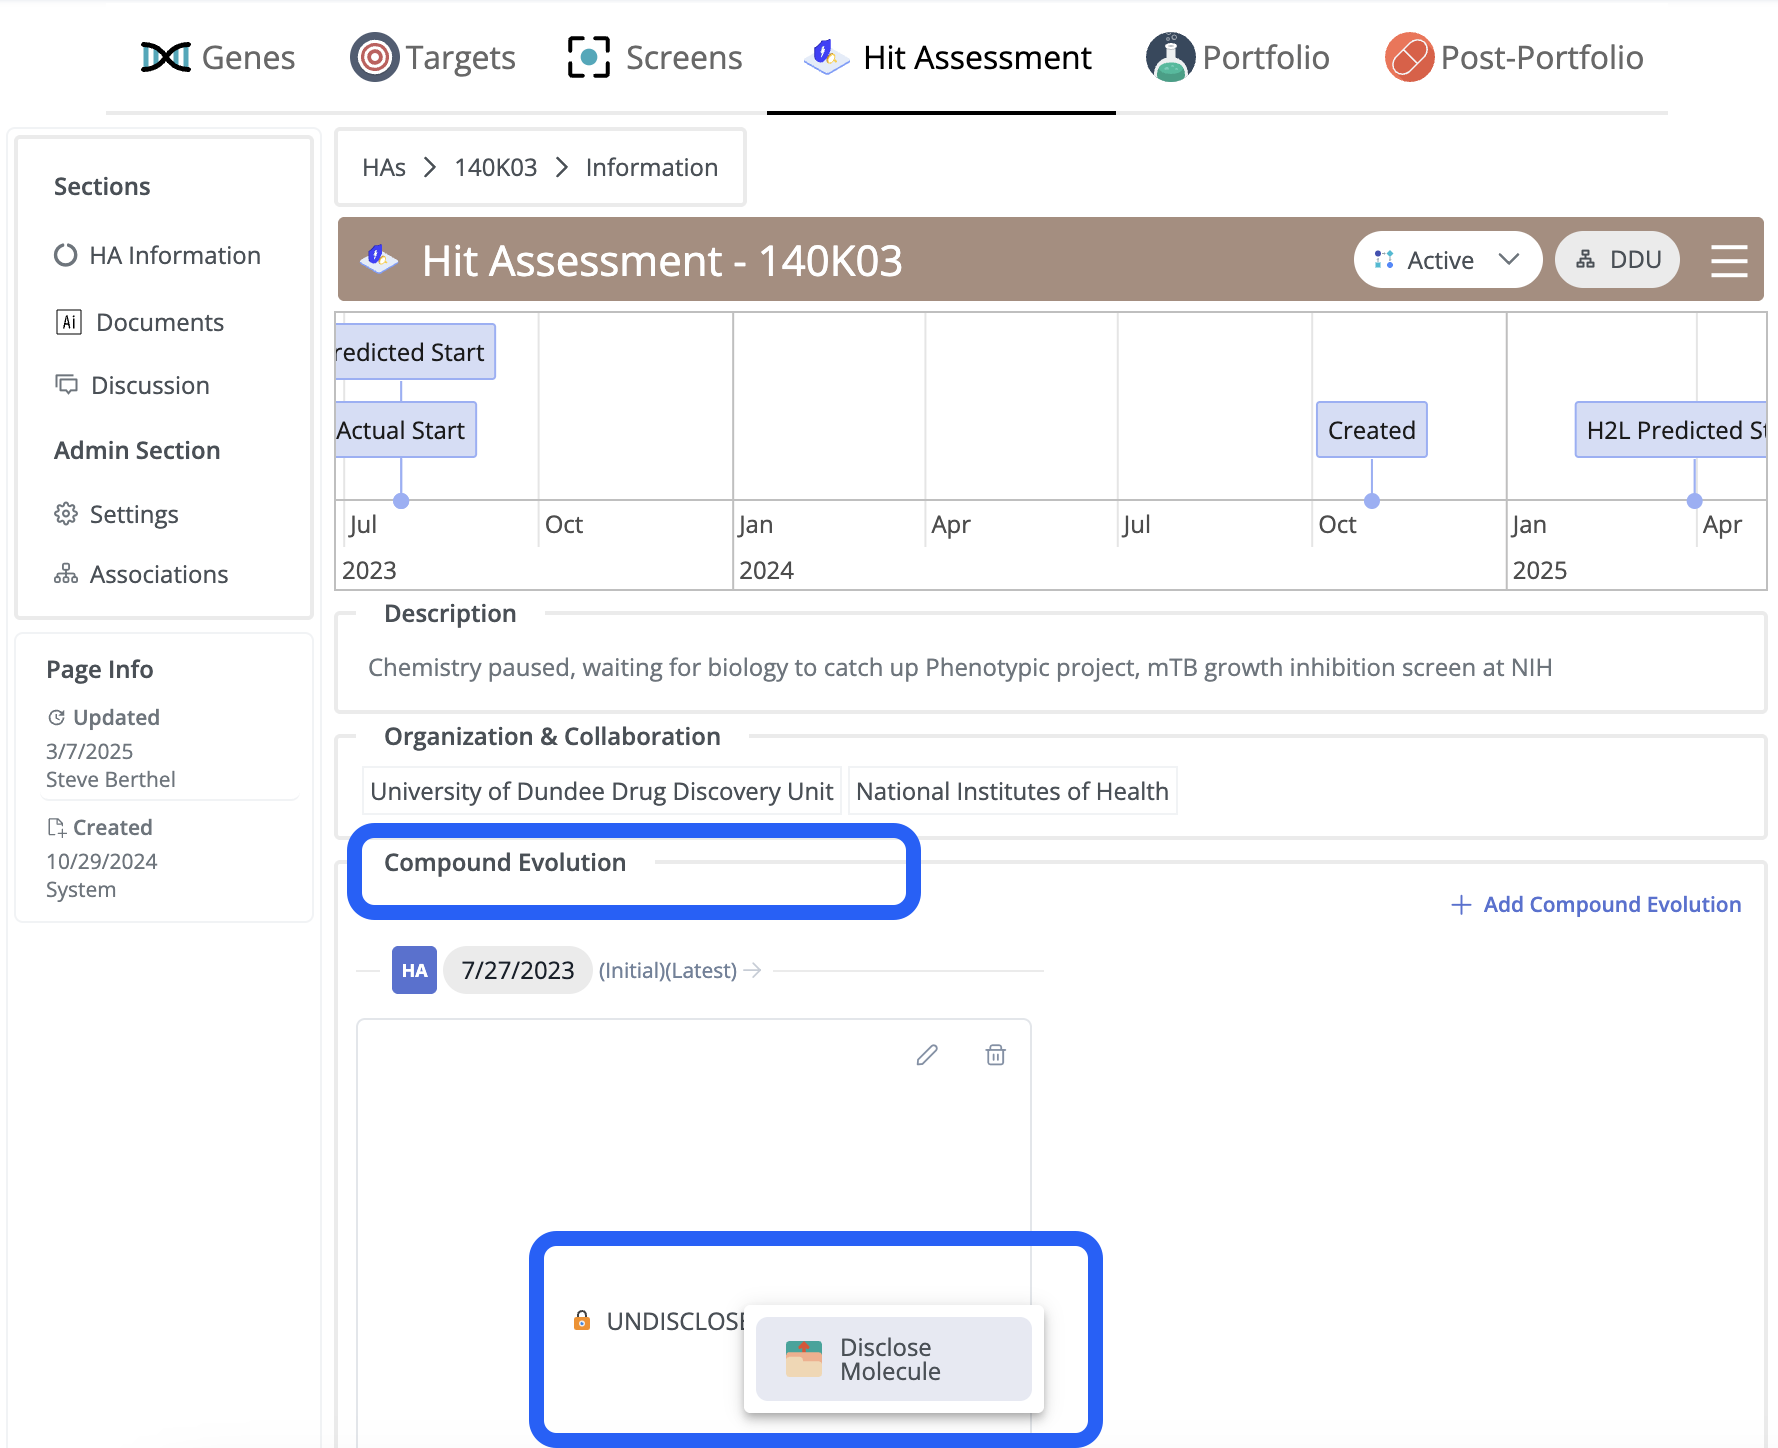 Genes Targets Screens Hit Assessment Portfolio Post-Portfolio
Sections
HA Information
Documents
Discussion
Admin Section
Settings
Associations
Page Info
Updated
3/7/2025
Steve Berthel
Created
10/29/2024
System
HAs > 140K03 > Information
Hit Assessment - 140K03
Active
DDU
redicted Start
Actual Start
Created
H2L Predicted St
Jul Oct Jan Apr Jul Oct Jan Apr
2023 2024 2025
Description
Chemistry paused, waiting for biology to catch up Phenotypic project, mTB growth inhibition screen at NIH
Organization & Collaboration
University of Dundee Drug Discovery Unit National Institutes of Health
Compound Evolution
+ Add Compound Evolution
HA 7/27/2023 (Initial)(Latest)
UNDISCLOSE
Disclose
Molecule